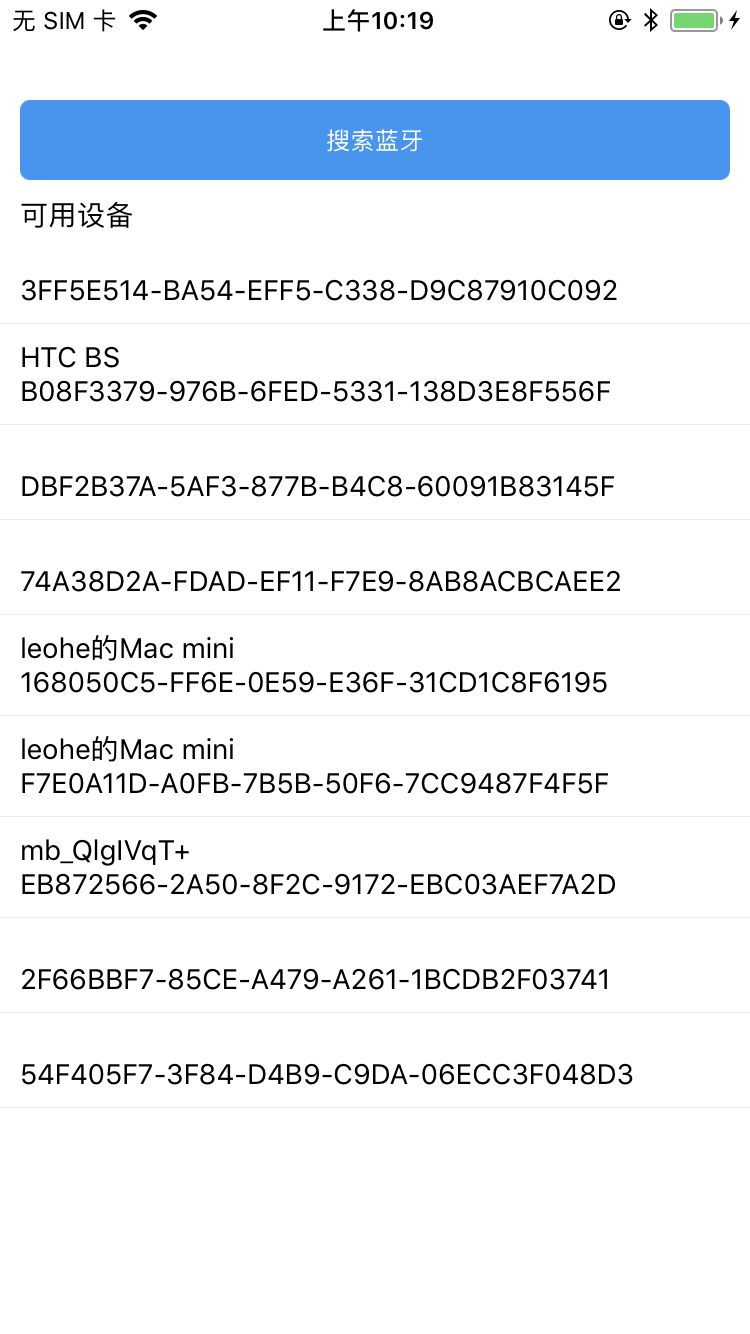 无 SIM 卡 上午10:19
搜索蓝牙
可用设备
3FF5E514-BA54-EFF5-C338-D9C87910C092
HTC BS
B08F3379-976B-6FED-5331-138D3E8F556F
DBF2B37A-5AF3-877B-B4C8-60091B83145F
74A38D2A-FDAD-EF11-F7E9-8AB8ACBCAEE2
leohe的Mac mini
168050C5-FF6E-0E59-E36F-31CD1C8F6195
leohe的Mac mini
F7E0A11D-A0FB-7B5B-50F6-7CC9487F4F5F
mb_QlgIVqT+
EB872566-2A50-8F2C-9172-EBC03AEF7A2D
2F66BBF7-85CE-A479-A261-1BCDB2F03741
54F405F7-3F84-D4B9-C9DA-06ECC3F048D3